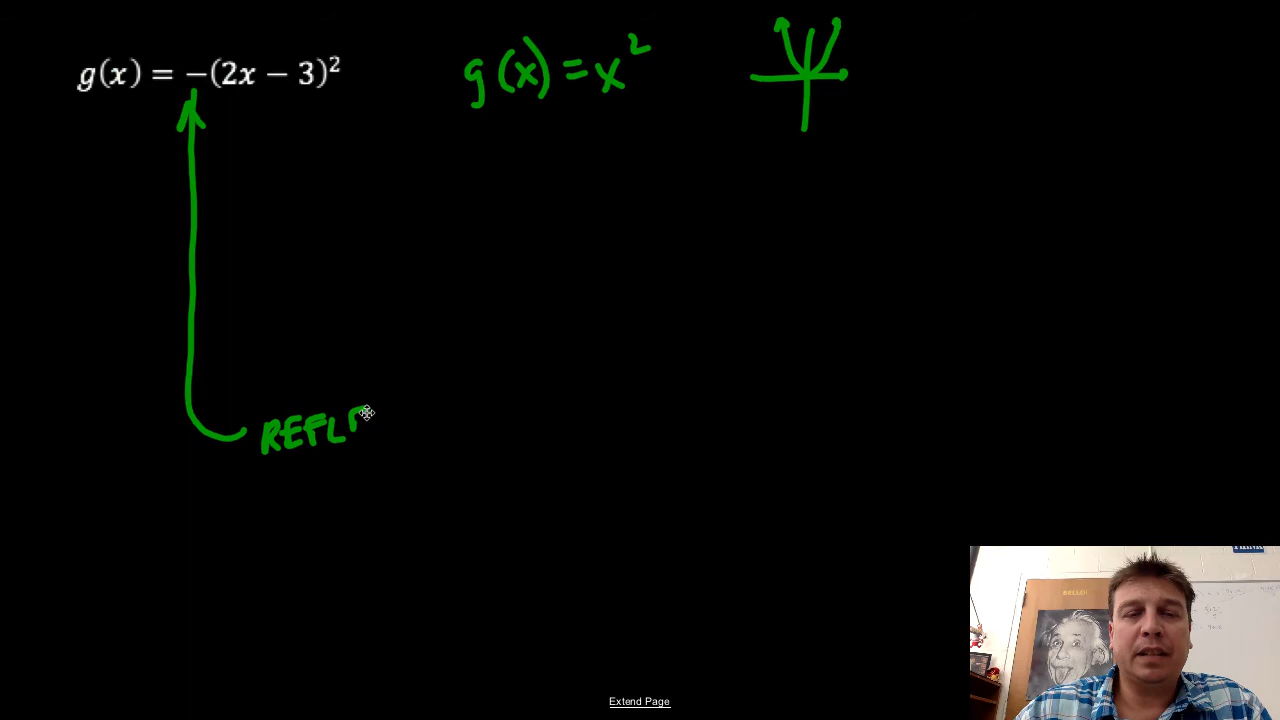 g(x) = −(2x − 3)²
g(x) = x²
REFL
Extend Page